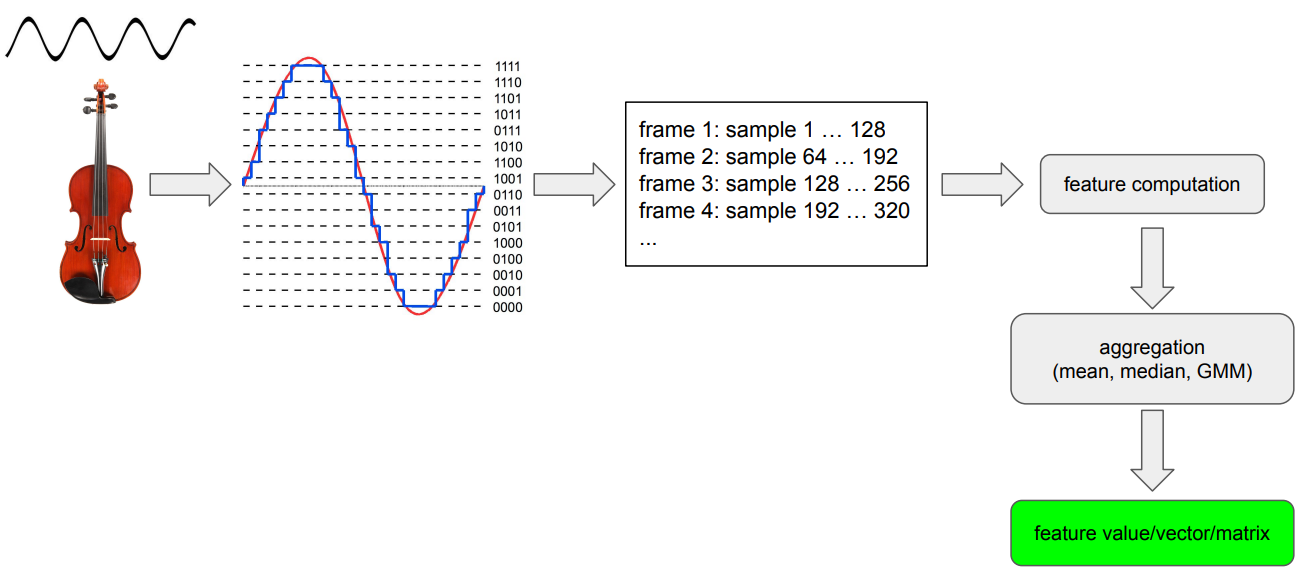 1111
1110
1101
1011
0111
1010
1100
1001
0110
0011
0101
1000
0100
0010
0001
0000
frame 1: sample 1 … 128
frame 2: sample 64 … 192
frame 3: sample 128 … 256
frame 4: sample 192 … 320
...
feature computation
aggregation
(mean, median, GMM)
feature value/vector/matrix